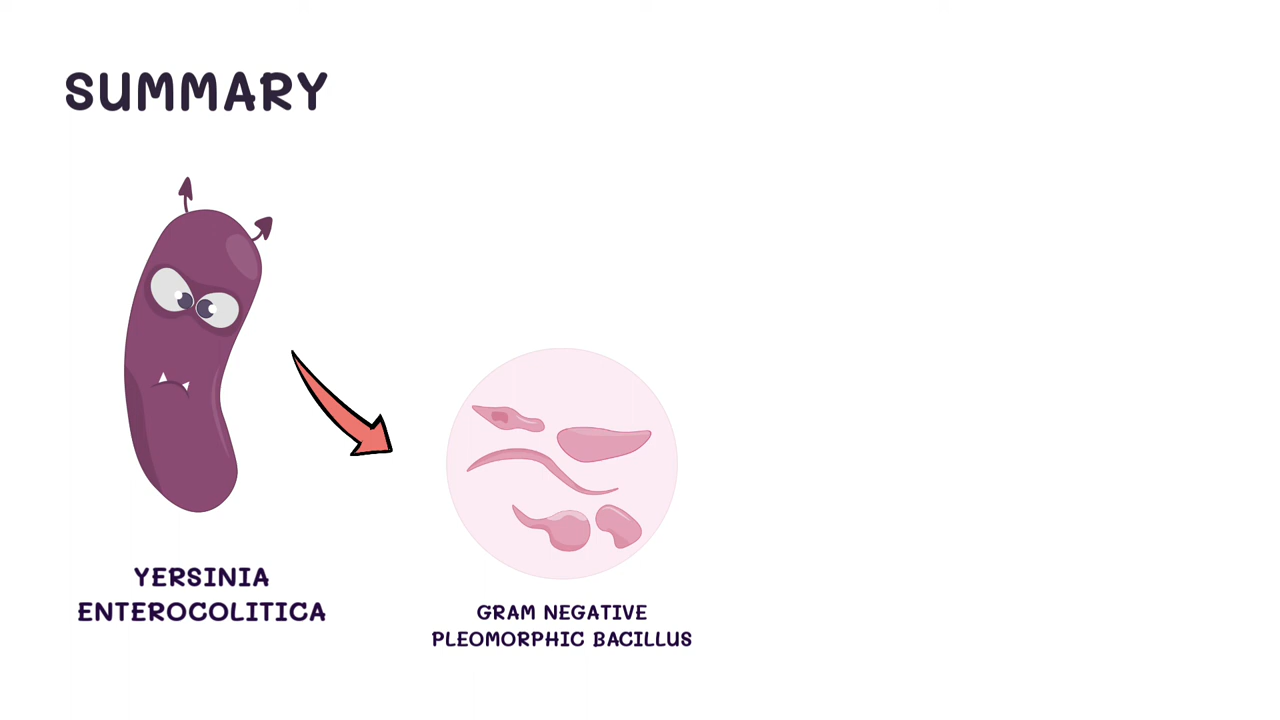 SUMMARY
YERSINIA
ENTEROCOLITICA
GRAM NEGATIVE
PLEOMORPHIC BACILLUS